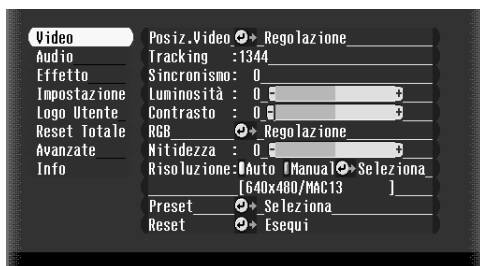 Video
Audio
Effetto
Impostazione
Logo Utente
Reset Totale
Avanzate
Info
Posiz.Video Regolazione
Tracking :1344
Sincronismo: 0
Luminosità : 0 - +
Contrasto : 0 - +
RGB Regolazione
Nitidezza : 0 - +
Risoluzione: Auto Manual Seleziona
[640x480/MAC13 ]
Preset Seleziona
Reset Esequi